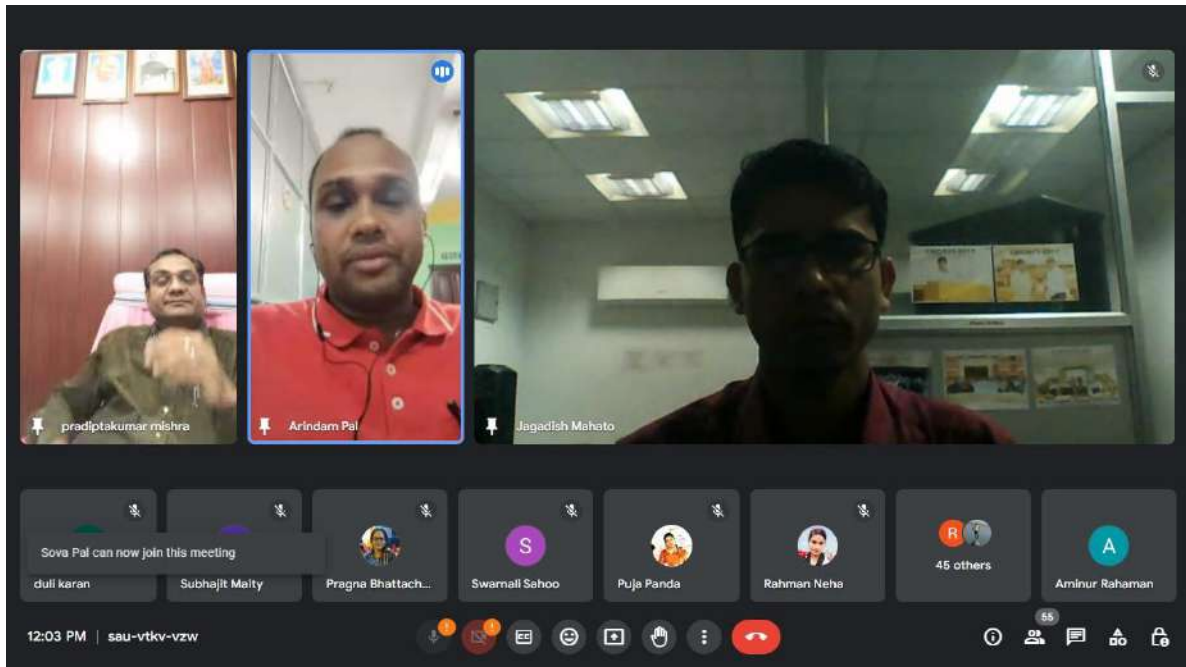 pradiptakumar mishra
Arindam Pal
Jagadish Mahato
Sova Pal can now join this meeting
duli karan
Subhajit Maity
Pragna Bhattach...
S
Swarnali Sahoo
Puja Panda
Rahman Neha
R
45 others
A
Aminur Rahaman
55
12:03 PM | sau-vtkv-vzw
CC